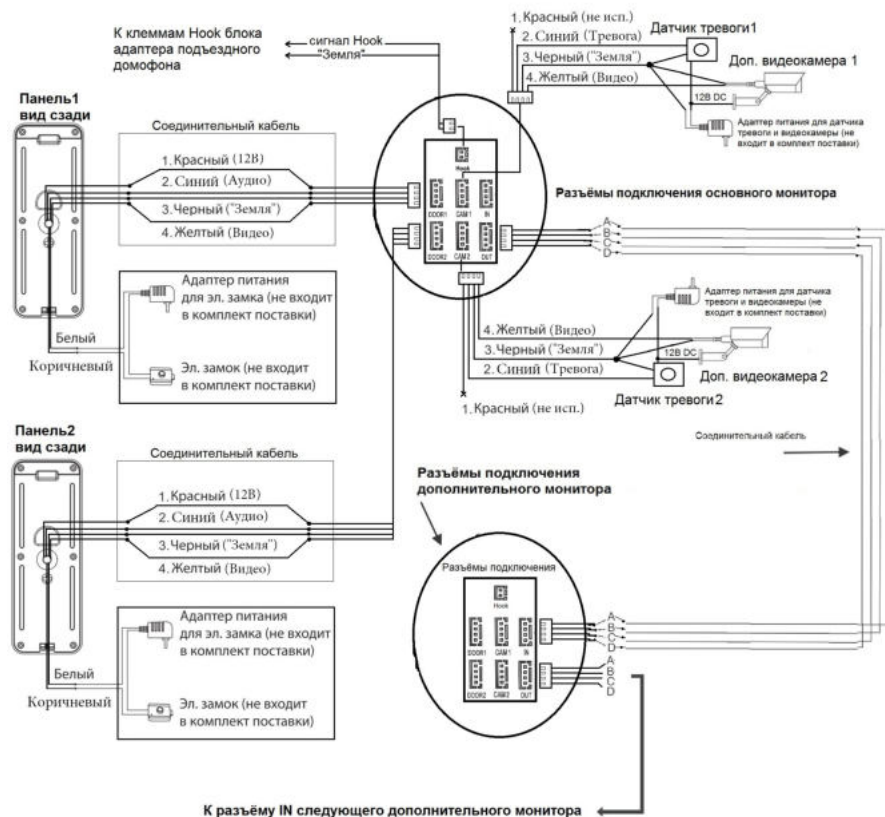 К клеммам Hook блока
адаптера подъездного
домофона
сигнал Hook
"Земля"
1. Красный (не исп.)
2. Синий (Тревога)
3. Черный ("Земля")
4. Желтый (Видео)
Датчик тревоги1
Доп. видеокамера 1
12В DC
Адаптер питания для датчика
тревоги и видеокамеры (не
входит в комплект поставки)
Панель1
вид сзади
Соединительный кабель
1. Красный (12В)
2. Синий (Аудио)
3. Черный ("Земля")
4. Желтый (Видео)
Hook
DOOR1
CAM 1
IN
DOOR2
CAM 2
OUT
Разъёмы подключения основного монитора
A
B
C
D
Адаптер питания
для эл. замка (не входит
в комплект поставки)
Белый
Коричневый
Эл. замок (не входит
в комплект поставки)
Адаптер питания для датчика
тревоги и видеокамеры (не
входит в комплект поставки)
4. Желтый (Видео)
3. Черный ("Земля")
2. Синий (Тревога)
1. Красный (не исп.)
12В DC
Доп. видеокамера 2
Датчик тревоги2
Соединительный кабель
Панель2
вид сзади
Соединительный кабель
1. Красный (12В)
2. Синий (Аудио)
3. Черный ("Земля")
4. Желтый (Видео)
Разъёмы подключения
дополнительного монитора
Разъёмы подключения
Hook
DOOR1
CAM 1
IN
DOOR2
CAM2
OUT
A
B
C
D
A
B
C
D
Адаптер питания
для эл. замка (не входит
в комплект поставки)
Белый
Коричневый
Эл. замок (не входит
в комплект поставки)
К разъёму IN следующего дополнительного монитора